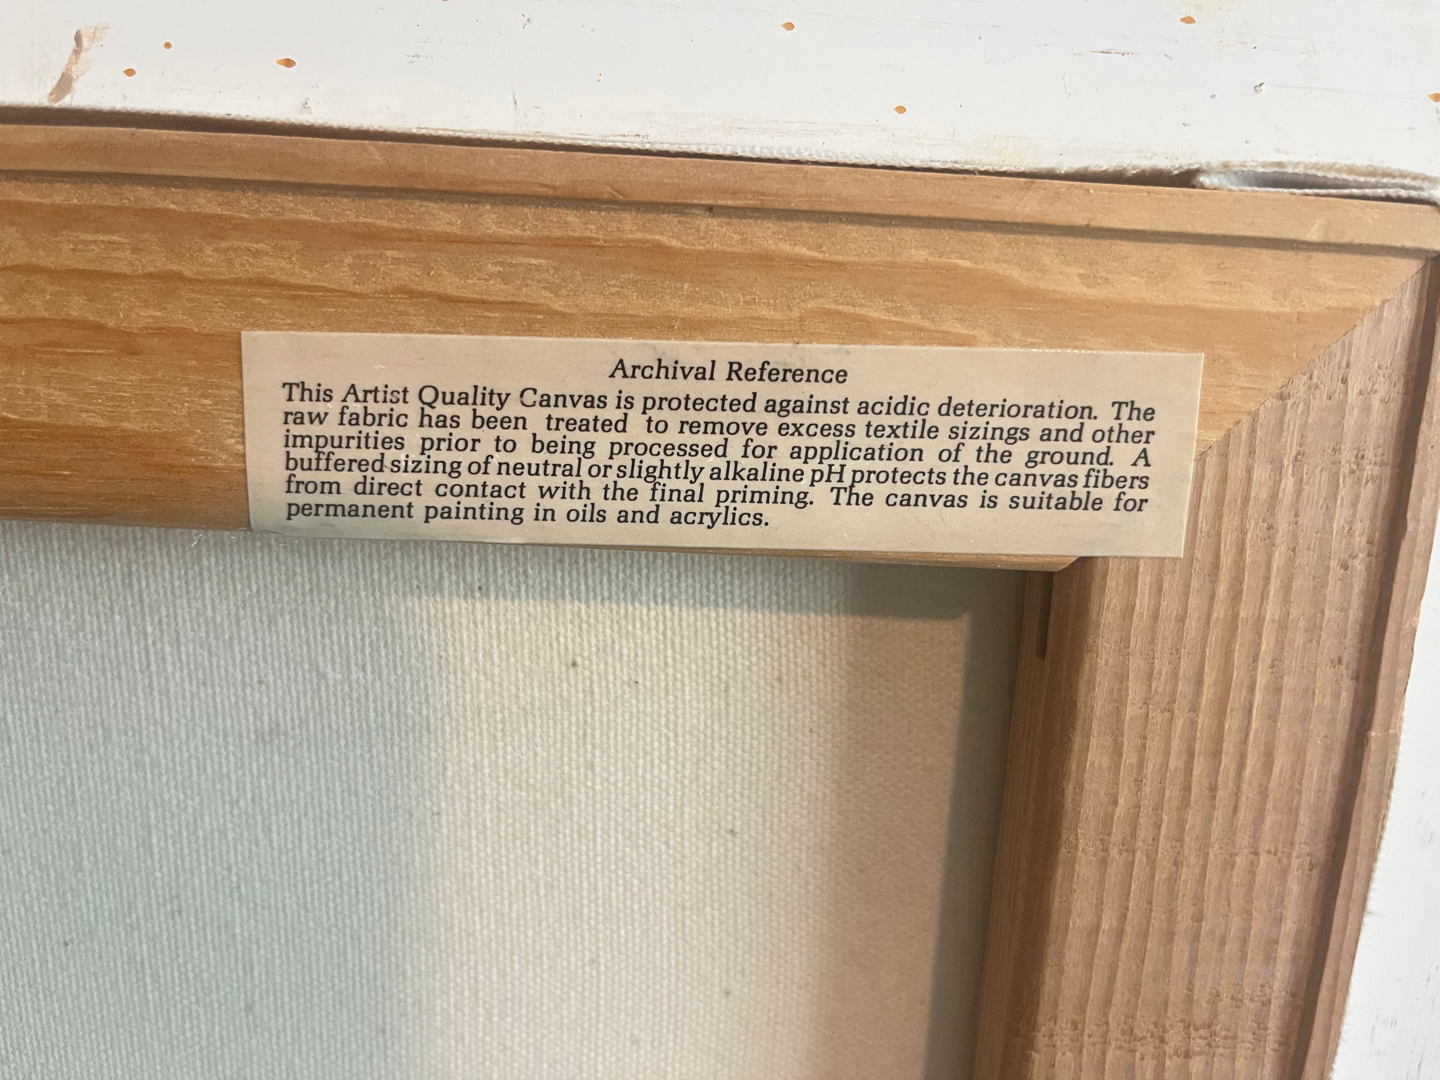 Archival Reference
This Artist Quality Canvas is protected against acidic deterioration. The
raw fabric has been treated to remove excess textile sizings and other
impurities prior to being processed for application of the ground. A
buffered sizing of neutral or slightly alkaline pH protects the canvas fibers
from direct contact with the final priming. The canvas is suitable for
permanent painting in oils and acrylics.